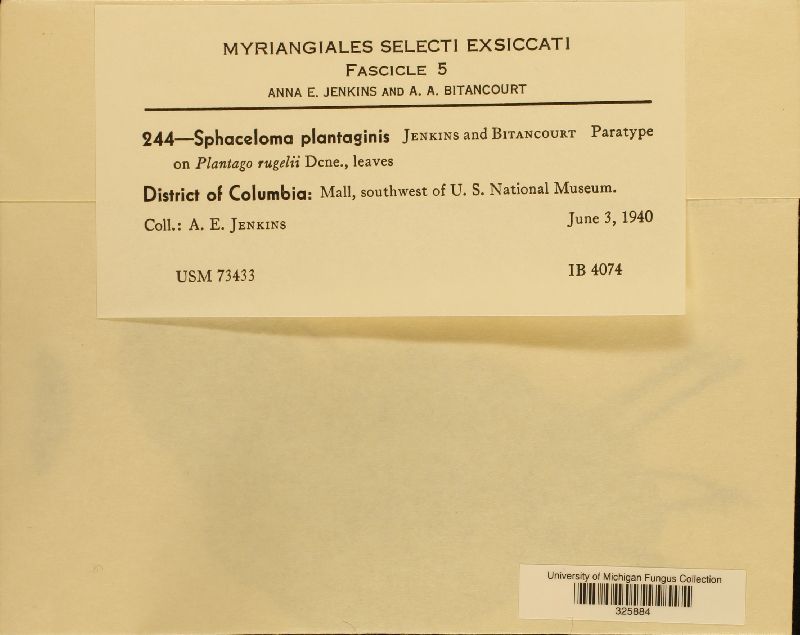 MYRIANGIALES SELECTI EXSICCATI
FASCICLE 5
ANNA E. JENKINS AND A. A. BITANCOURT
244—Sphaceloma plantaginis JENKINS and BITANCOURT Paratype
on Plantago rugelii Dcne., leaves
District of Columbia: Mall, southwest of U. S. National Museum.
Coll.: A. E. JENKINS June 3, 1940
USM 73433 IB 4074
University of Michigan Fungus Collection
325884